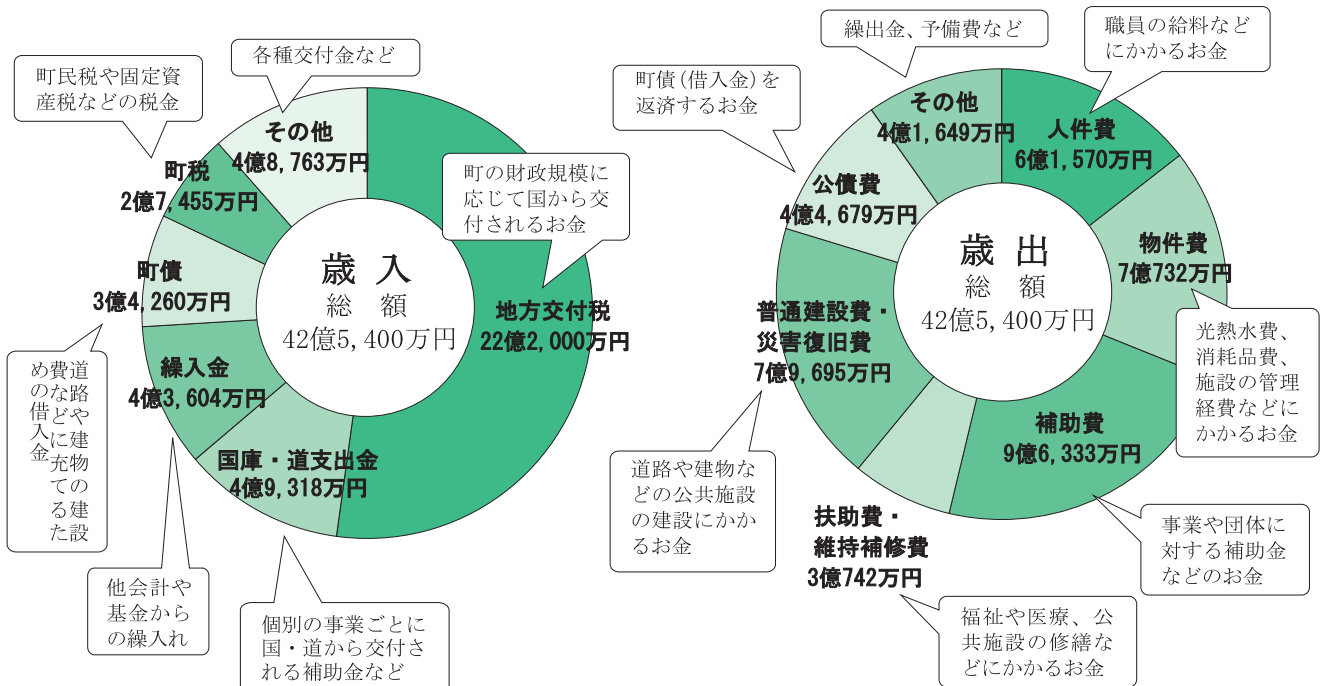 町民税や固定資
産税などの税金
各種交付金など
その他
4億8,763万円
町税
2億7,455万円
町の財政規模に
応じて国から交
付されるお金
町債
3億4,260万円
歳 入
総 額
42億5,400万円
地方交付税
22億2,000万円
道路や建物の建設
費などに充てるた
めの借入金
繰入金
4億3,604万円
国庫・道支出金
4億9,318万円
他会計や
基金から
の繰入れ
個別の事業ごとに
国・道から交付さ
れる補助金など
繰出金、予備費など
職員の給料など
にかかるお金
町債(借入金)を
返済するお金
その他
4億1,649万円
人件費
6億1,570万円
公債費
4億4,679万円
物件費
7億732万円
歳 出
総 額
42億5,400万円
普通建設費・
災害復旧費
7億9,695万円
光熱水費、
消耗品費、
施設の管理
経費などに
かかるお金
補助費
9億6,333万円
道路や建物な
どの公共施設
の建設にかか
るお金
扶助費・
維持補修費
3億742万円
事業や団体に
対する補助金
などのお金
福祉や医療、公
共施設の修繕な
どにかかるお金